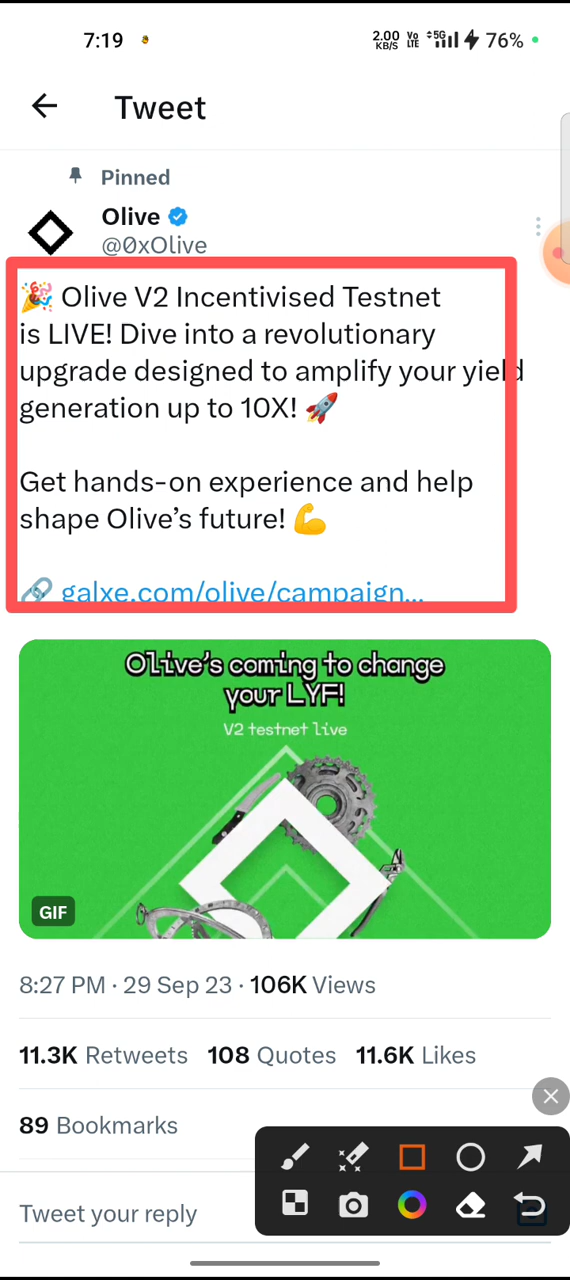 7:19 2.00 KB/S Vo LTE 5G 76%
Tweet
Pinned
Olive
@0xOlive
🎉 Olive V2 Incentivised Testnet
is LIVE! Dive into a revolutionary
upgrade designed to amplify your yield
generation up to 10X! 🚀
Get hands-on experience and help
shape Olive’s future! 💪
🔗 galxe.com/olive/campaign...
Olive's coming to change
your LYF!
V2 testnet live
GIF
8:27 PM · 29 Sep 23 · 106K Views
11.3K Retweets 108 Quotes 11.6K Likes
89 Bookmarks
Tweet your reply